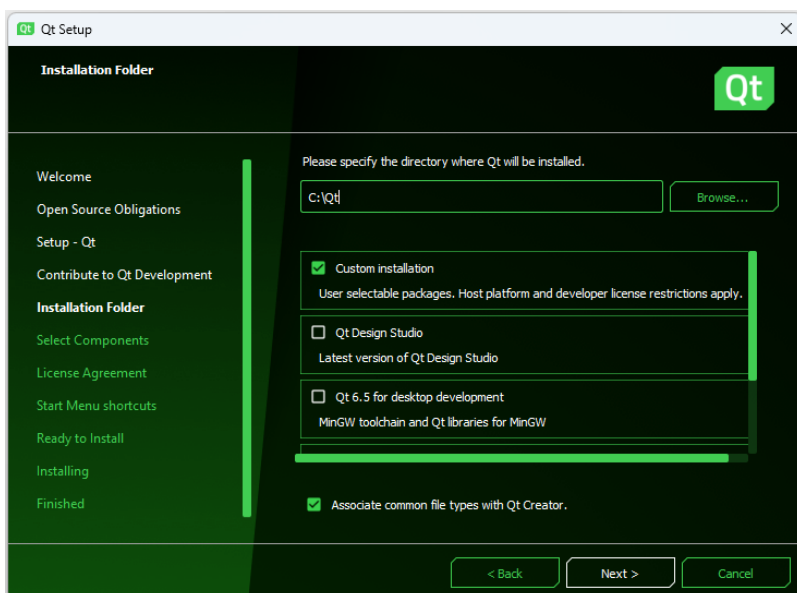 Qt Qt Setup
Installation Folder
Qt
Please specify the directory where Qt will be installed.
C:\Qt
Browse...
Welcome
Open Source Obligations
Setup - Qt
Contribute to Qt Development
Installation Folder
Select Components
License Agreement
Start Menu shortcuts
Ready to Install
Installing
Finished
Custom installation
User selectable packages. Host platform and developer license restrictions apply.
Qt Design Studio
Latest version of Qt Design Studio
Qt 6.5 for desktop development
MinGW toolchain and Qt libraries for MinGW
Associate common file types with Qt Creator.
< Back
Next >
Cancel